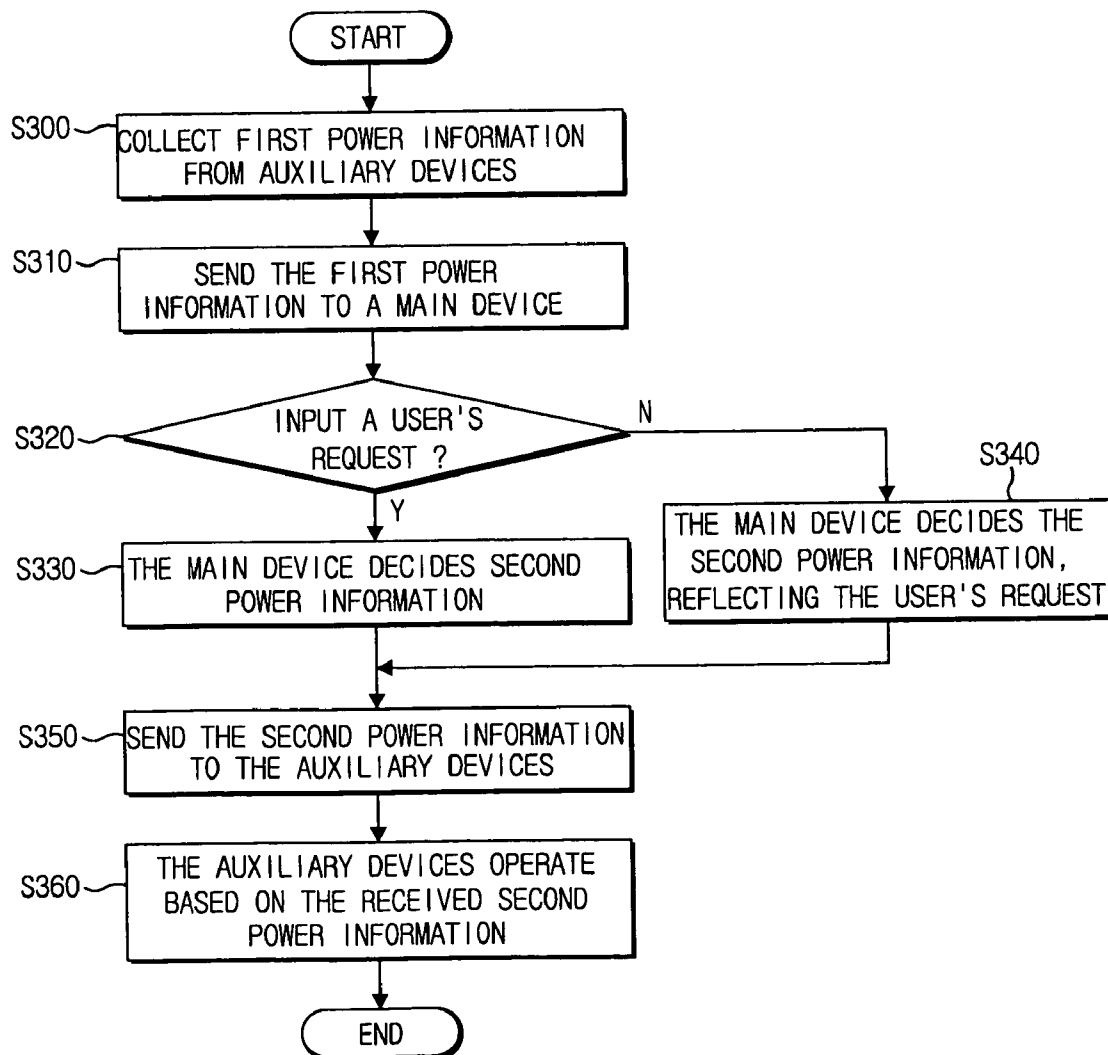 START
S300
COLLECT FIRST POWER INFORMATION
FROM AUXILIARY DEVICES
S310
SEND THE FIRST POWER
INFORMATION TO A MAIN DEVICE
S320
INPUT A USER'S
REQUEST ?
N
Y
S330
THE MAIN DEVICE DECIDES SECOND
POWER INFORMATION
S340
THE MAIN DEVICE DECIDES THE
SECOND POWER INFORMATION,
REFLECTING THE USER'S REQUEST
S350
SEND THE SECOND POWER INFORMATION
TO THE AUXILIARY DEVICES
S360
THE AUXILIARY DEVICES OPERATE
BASED ON THE RECEIVED SECOND
POWER INFORMATION
END